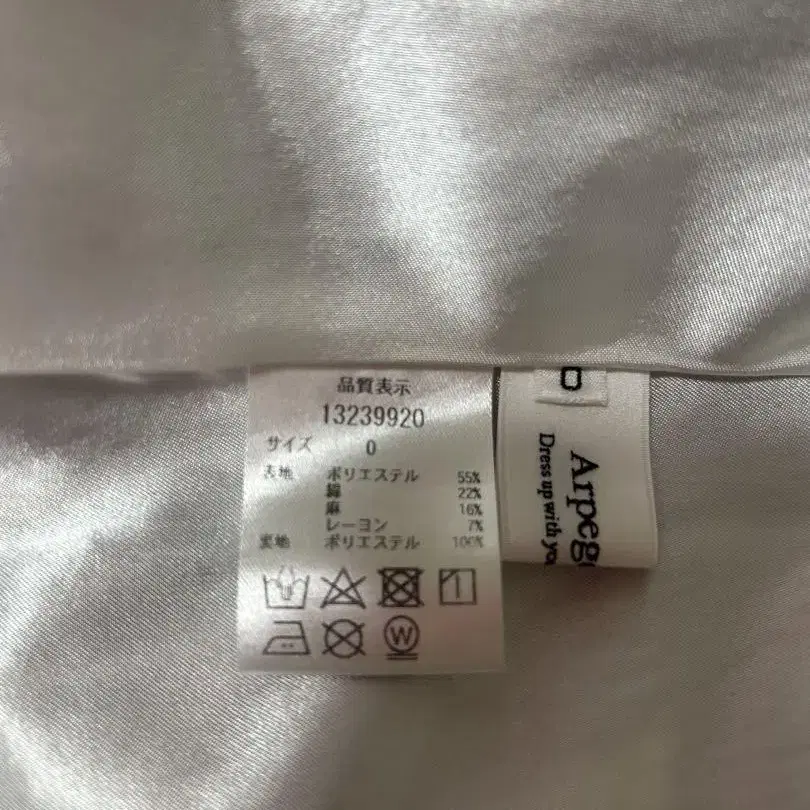 品質表示
13239920
サイズ 0
表地 ポリエステル 55%
綿 22%
麻 16%
レーヨン 7%
裏地 ポリエステル 100%
W
0
Dress up with